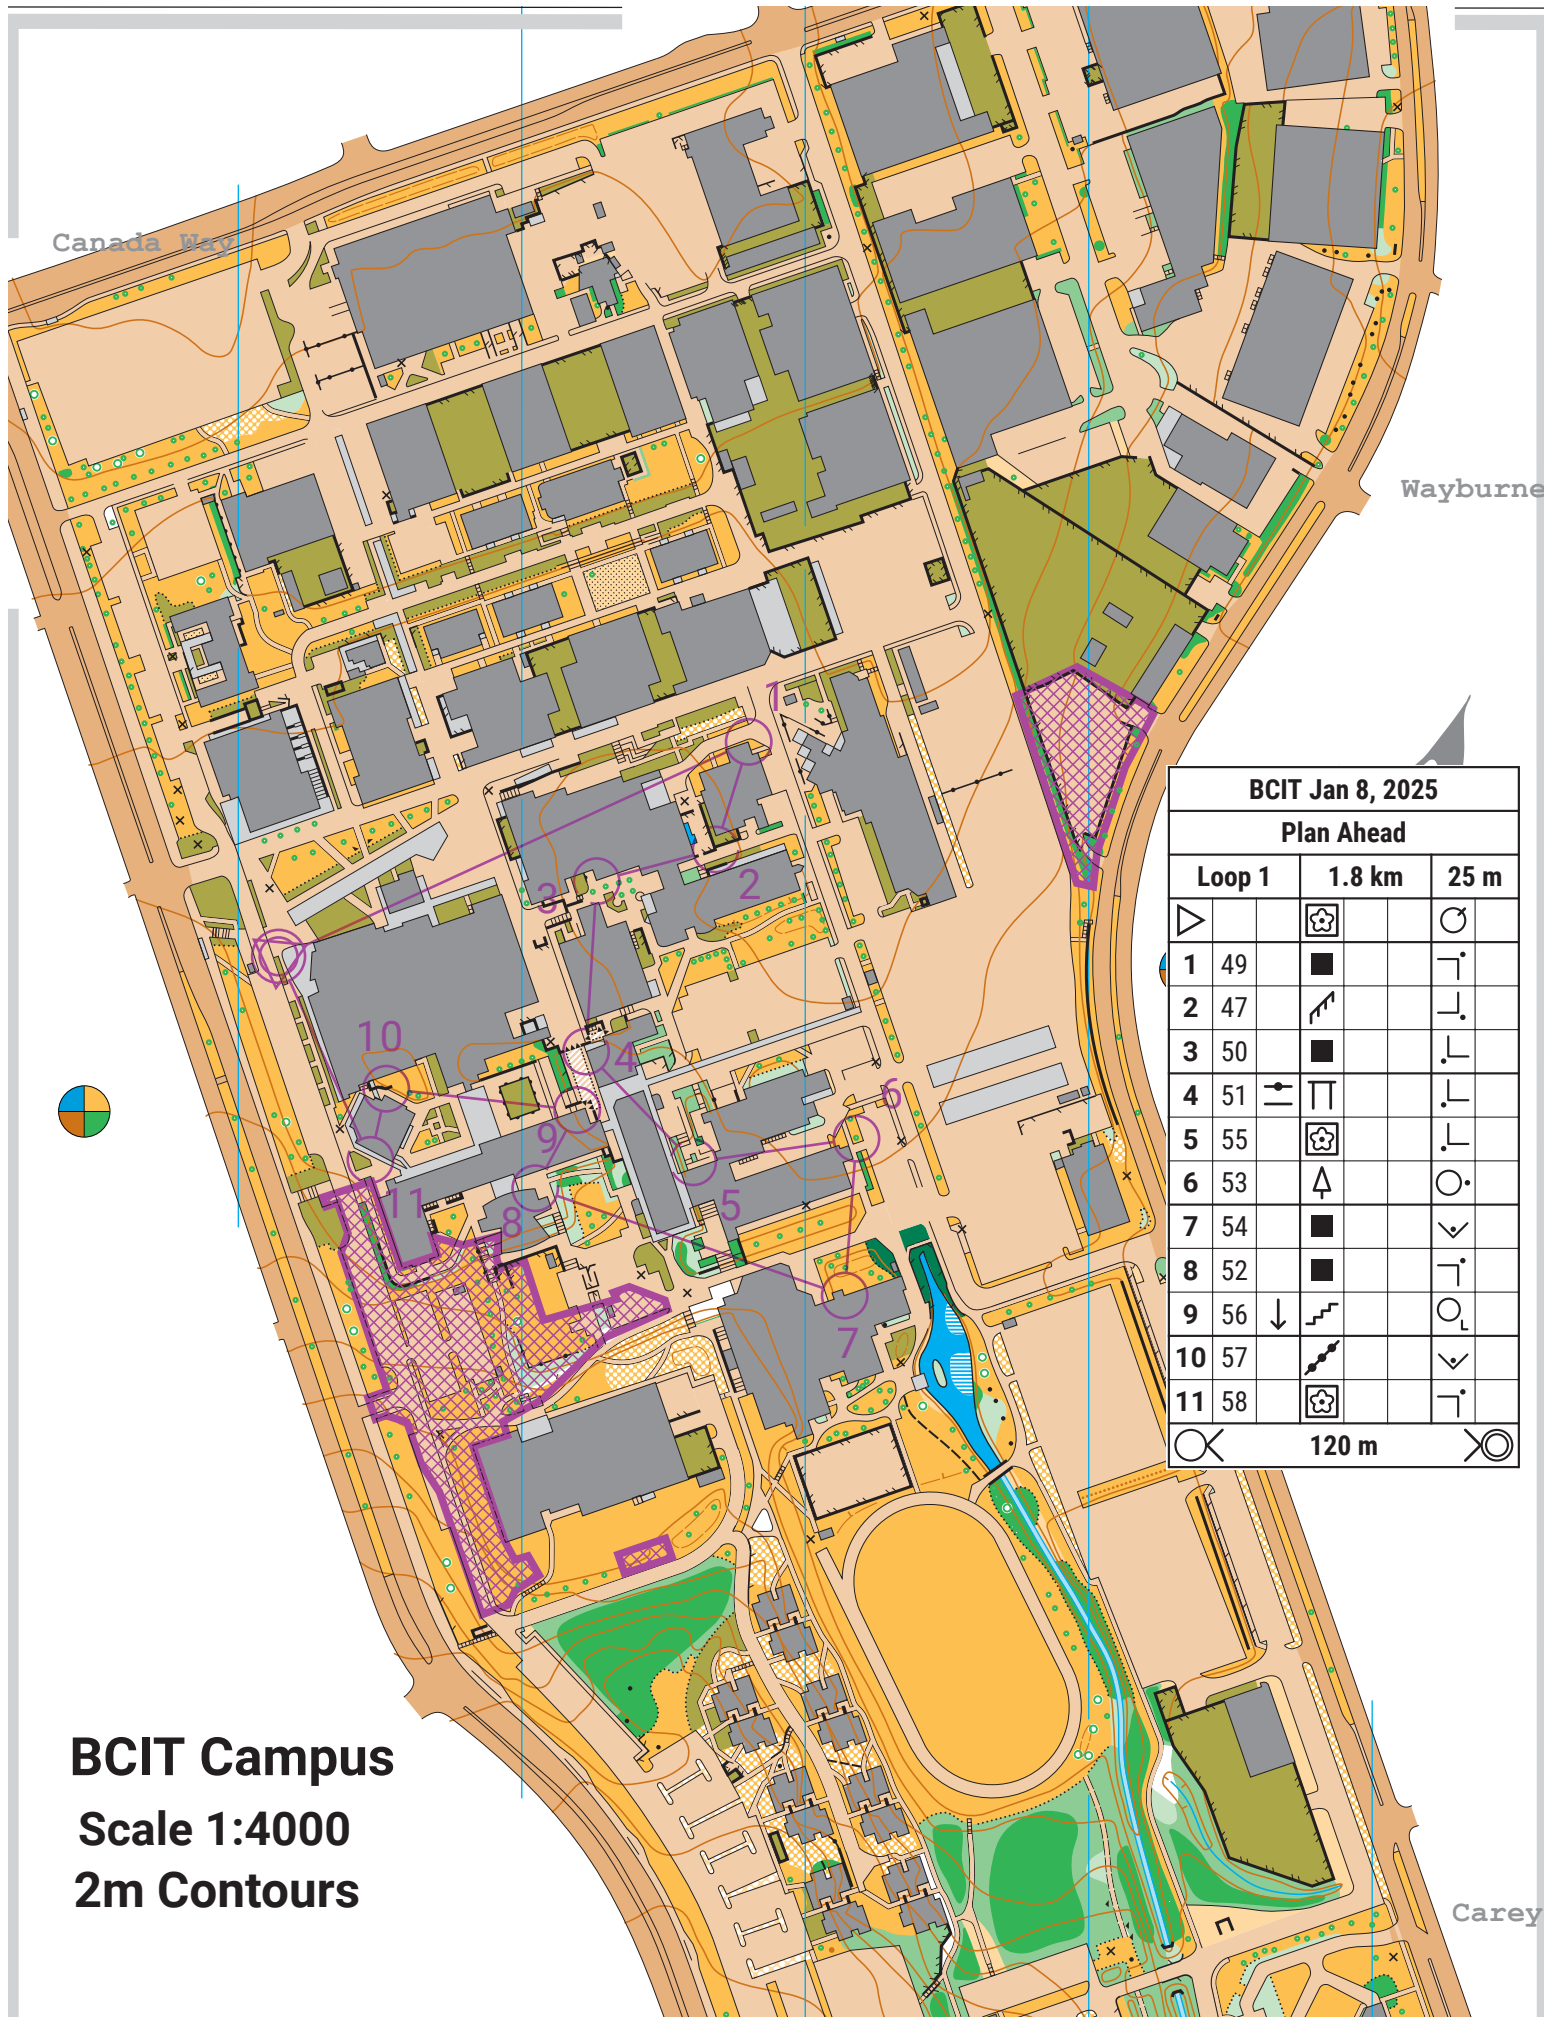 Canada Way
Wayburne
1
2
3
4
5
6
7
8
9
10
11
BCIT Jan 8, 2025
Plan Ahead
Loop 1 1.8 km 25 m
1 49
2 47
3 50
4 51
5 55
6 53
7 54
8 52
9 56
10 57
11 58
120 m
BCIT Campus
Scale 1:4000
2m Contours
Carey